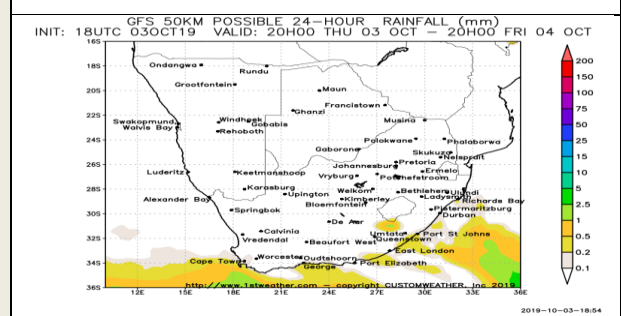 GFS 50KM POSSIBLE 24-HOUR RAINFALL (mm)
INIT: 18UTC 03OCT19 VALID: 20H00 THU 03 OCT - 20H00 FRI 04 OCT
16S
18S
20S
22S
24S
26S
28S
30S
32S
34S
36S
Ondangwa
Rundu
Grootfontein
Maun
Ghanzi
Francistown
Swakopmund
Walvis Bay
Windhoek
Gobabis
Rehoboth
Musina
Polokwane
Phalaborwa
Gaborone
Skukuza
Nelspruit
Johannesburg
Pretoria
Luderitz
Keetmanshoop
Vryburg
Potchefstroom
Ermelo
Karasburg
Upington
Welkom
Bethlehem
Ulundi
Alexander Bay
Kimberley
Ladysmith
Richards Bay
Springbok
Bloemfontein
Pietermaritzburg
Durban
De Aar
Calvinia
Vredendal
Umtata
Port St Johns
Beaufort West
Queenstown
East London
Cape Town
Worcester
Oudtshoorn
George
Port Elizabeth
http://www.1stweather.com - copyright CUSTOMWEATHER, Inc 2019
12E 15E 18E 21E 24E 27E 30E 33E 36E
200
150
100
75
50
25
15
10
5
2.5
1
0.5
0.2
0.1
2019-10-03-18:54